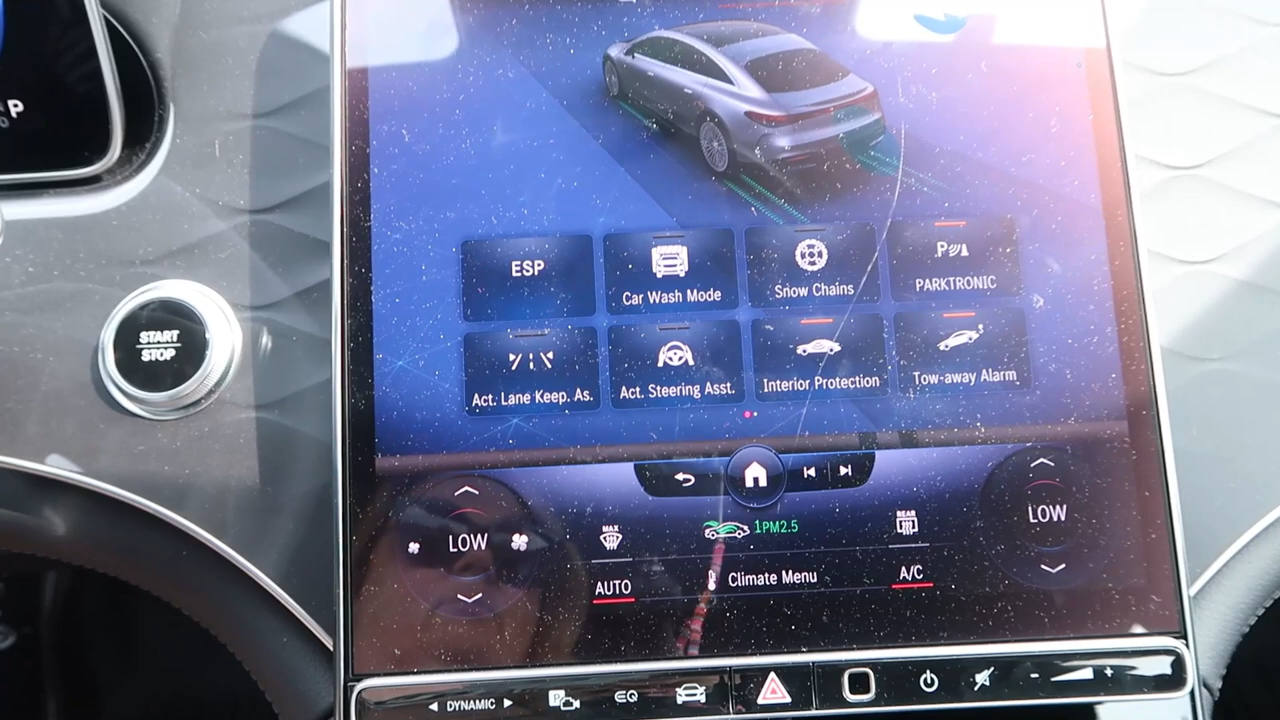 P
START
STOP
ESP
Car Wash Mode
Snow Chains
P
PARKTRONIC
Act. Lane Keep. As.
Act. Steering Asst.
Interior Protection
Tow-away Alarm
LOW
MAX
1PM2.5
REAR
LOW
AUTO
Climate Menu
A/C
DYNAMIC
P
EQ
- +